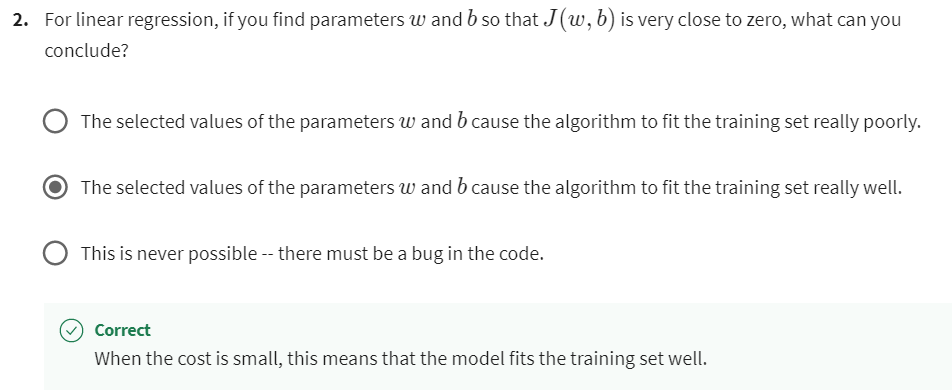 2. For linear regression, if you find parameters w and b so that J(w, b) is very close to zero, what can you
conclude?
The selected values of the parameters w and b cause the algorithm to fit the training set really poorly.
The selected values of the parameters w and b cause the algorithm to fit the training set really well.
This is never possible -- there must be a bug in the code.
Correct
When the cost is small, this means that the model fits the training set well.